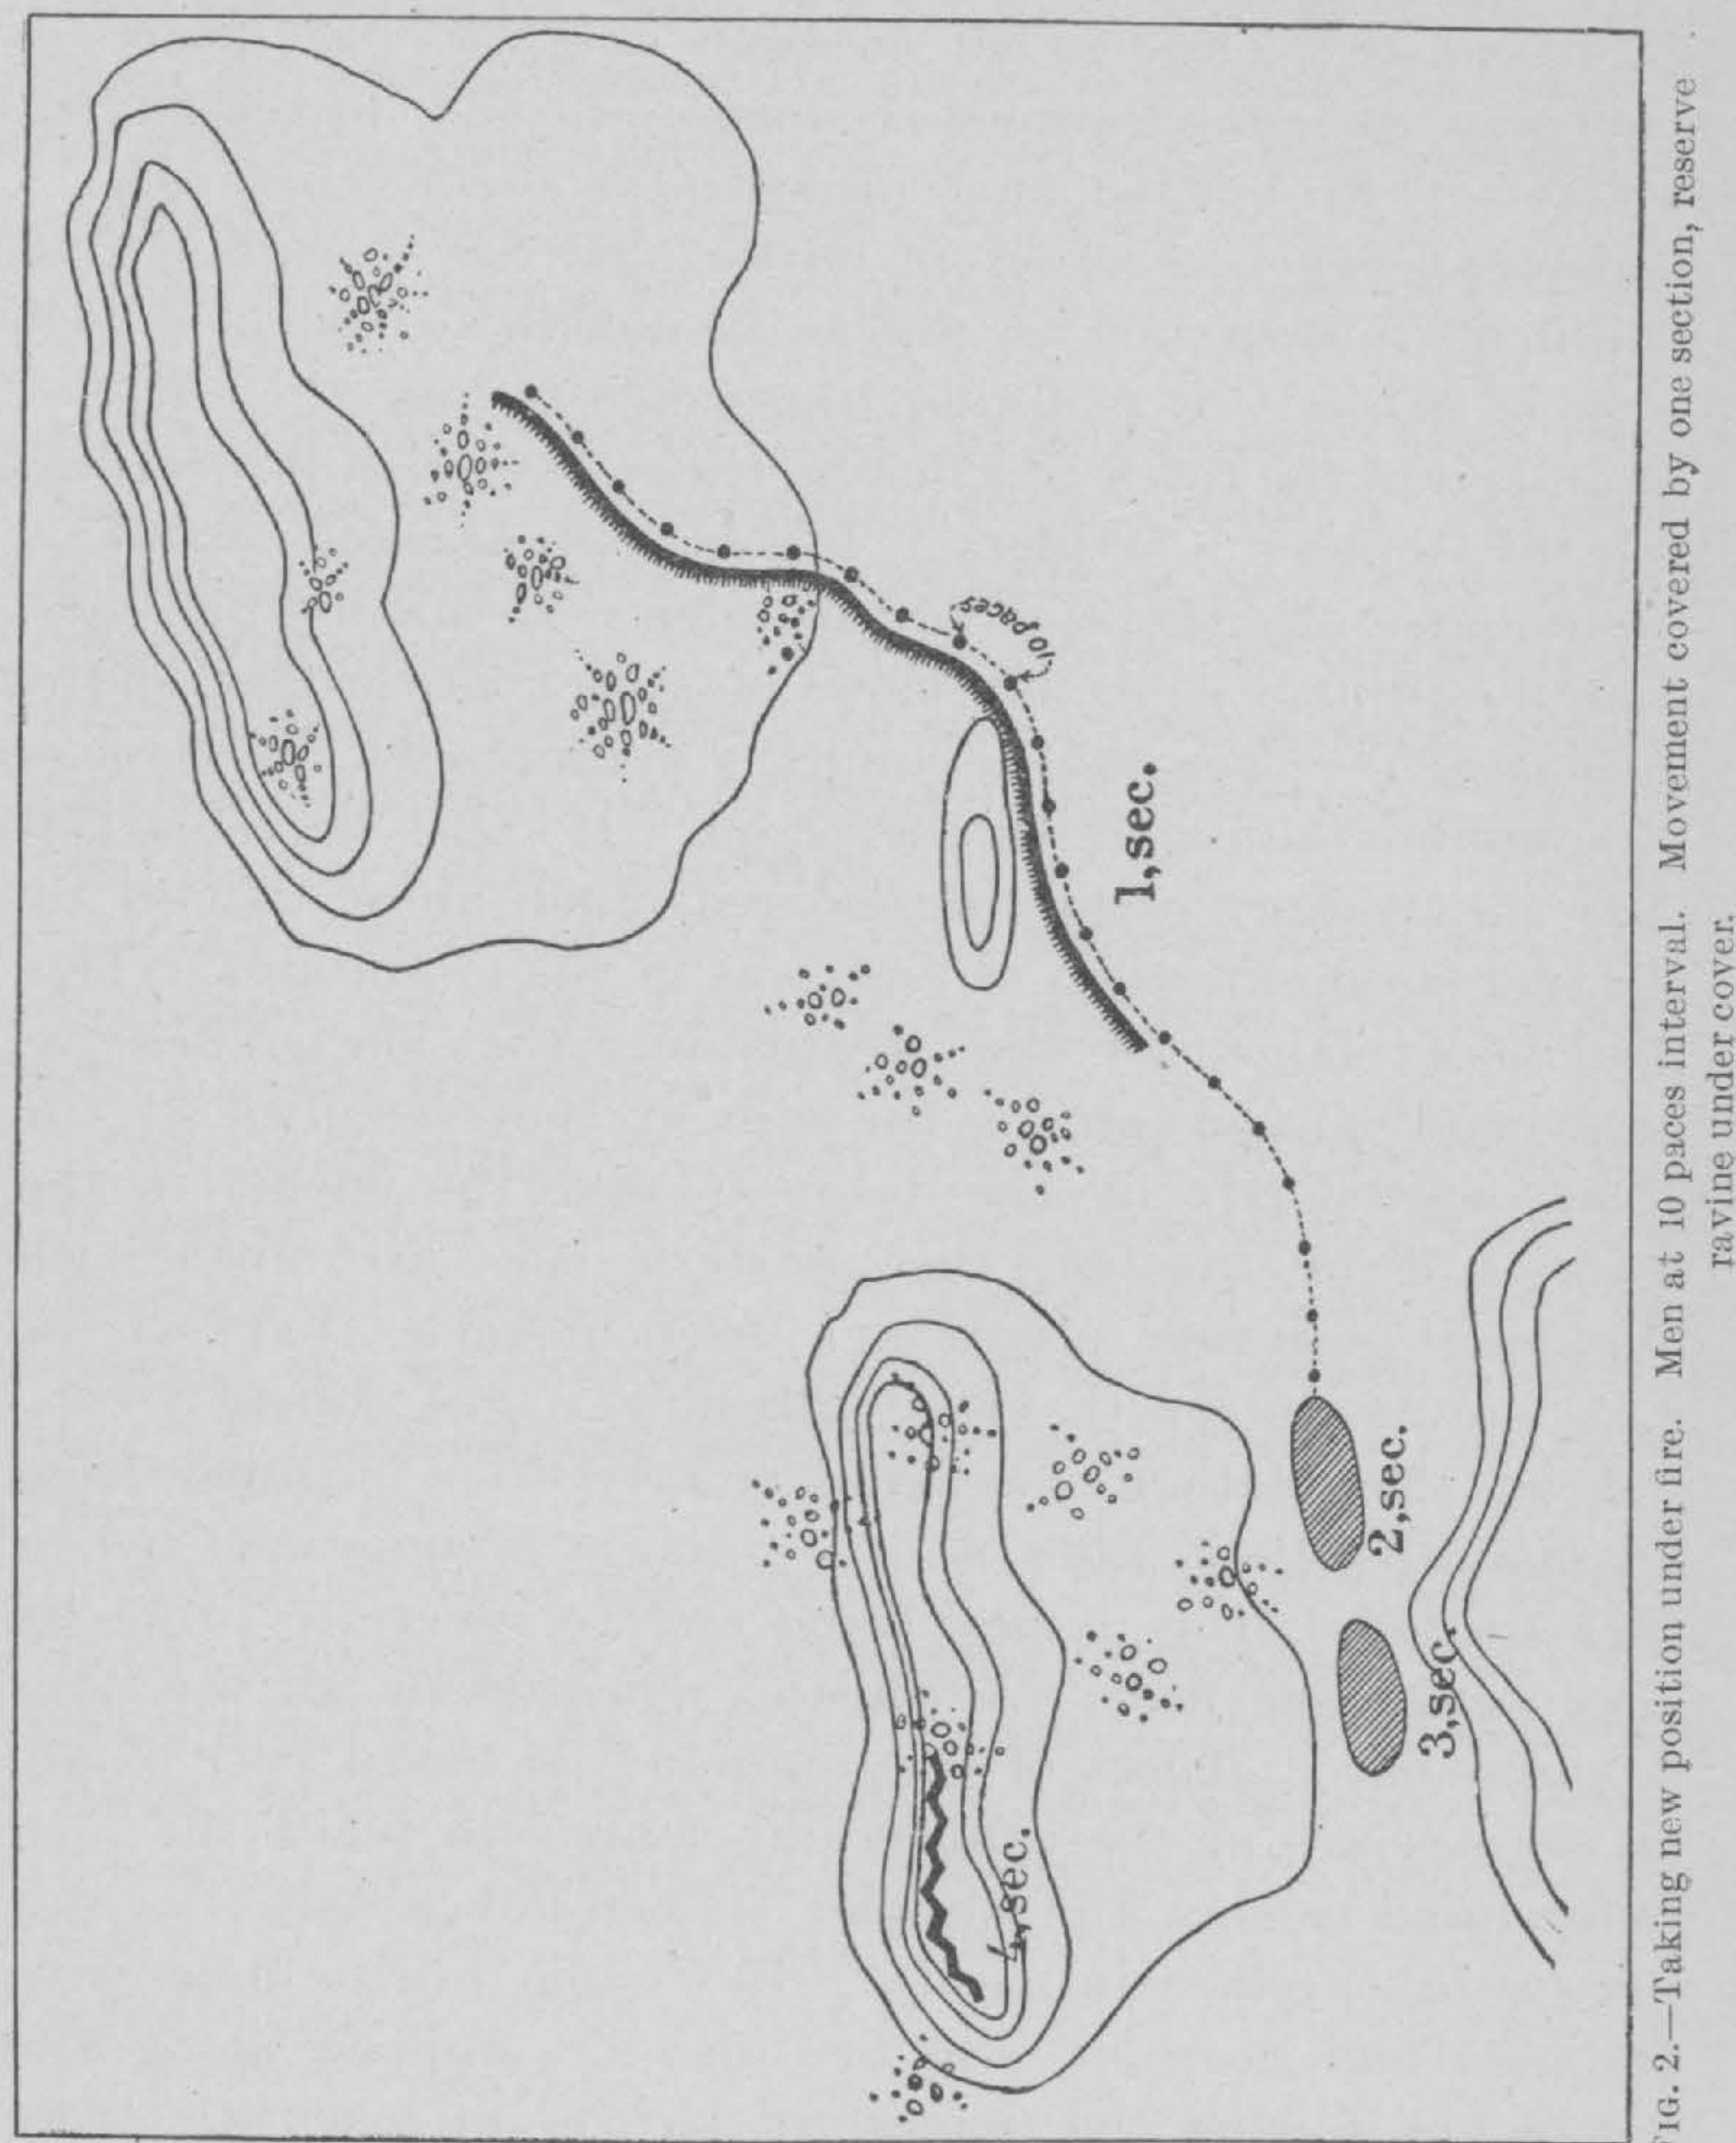 10 paces
1, sec.
2, sec.
3, sec.
4, sec.
FIG. 2.—Taking new position under fire. Men at 10 paces interval. Movement covered by one section, reserve
ravine under cover.